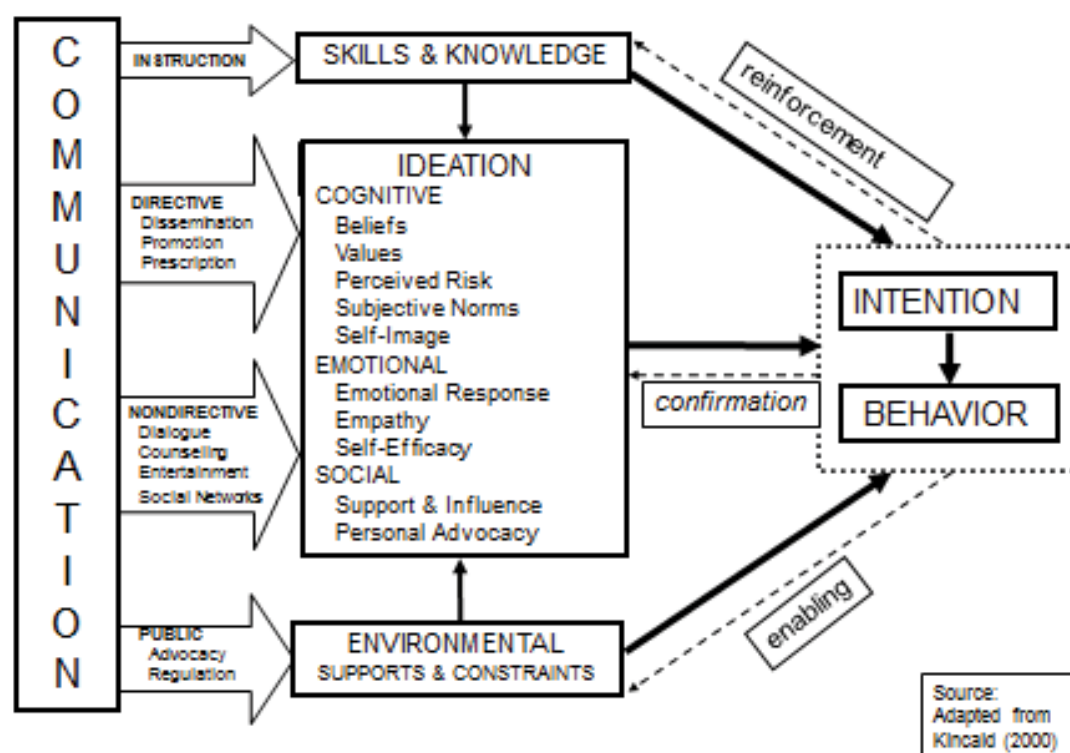 COMMUNICATION
INSTRUCTION
SKILLS & KNOWLEDGE
reinforcement
DIRECTIVE
Dissemination
Promotion
Prescription
IDEATION
COGNITIVE
Beliefs
Values
Perceived Risk
Subjective Norms
Self-Image
EMOTIONAL
Emotional Response
Empathy
Self-Efficacy
SOCIAL
Support & Influence
Personal Advocacy
NONDIRECTIVE
Dialogue
Counseling
Entertainment
Social Networks
confirmation
INTENTION
BEHAVIOR
PUBLIC
Advocacy
Regulation
ENVIRONMENTAL
SUPPORTS & CONSTRAINTS
enabling
Source:
Adapted from
Kincaid (2000)